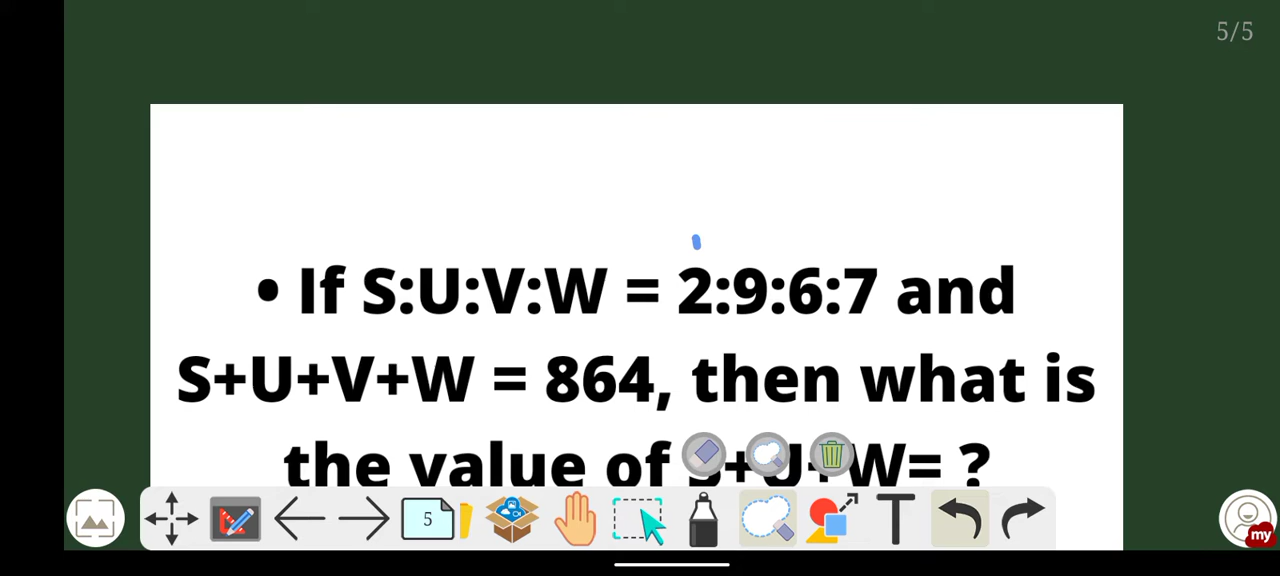 5/5
• If S:U:V:W = 2:9:6:7 and
S+U+V+W = 864, then what is
the value of S+U+W= ?
5
T
my